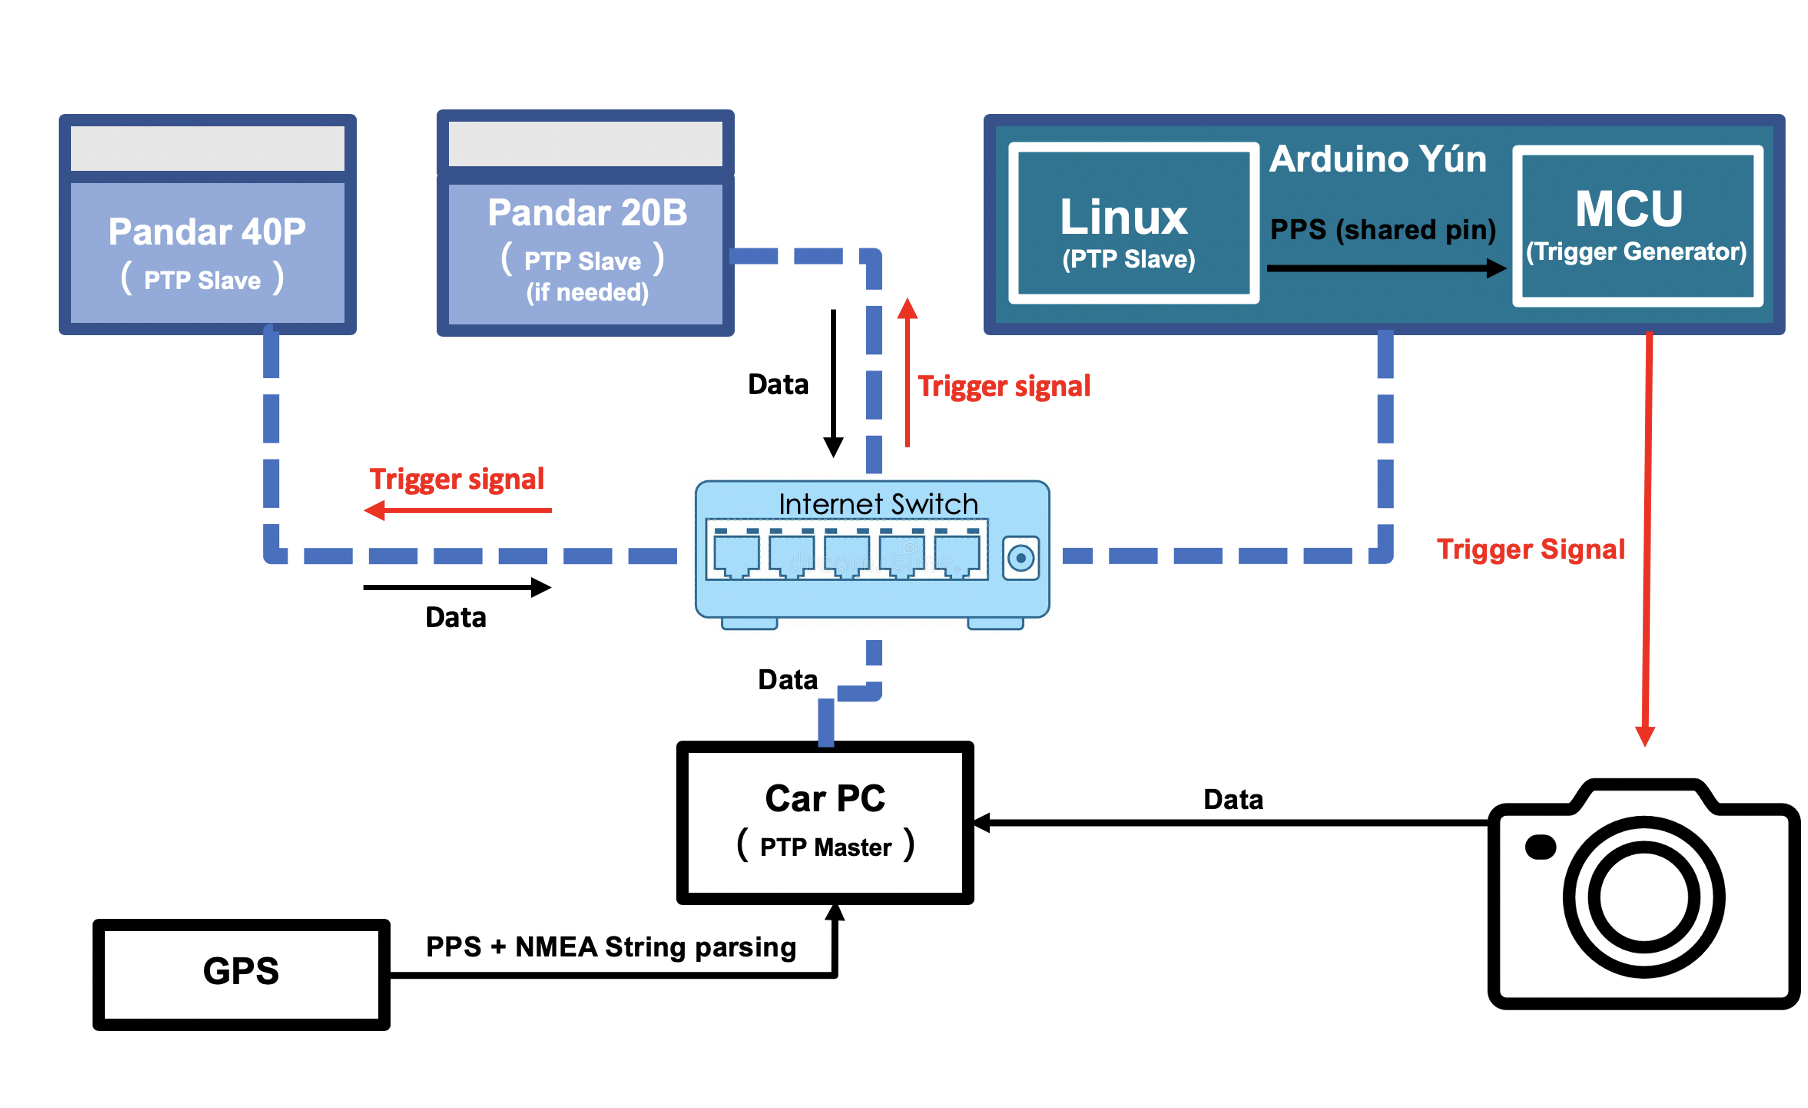 Pandar 40P
( PTP Slave )
Pandar 20B
( PTP Slave )
(if needed)
Arduino Yún
Linux
(PTP Slave)
PPS (shared pin)
MCU
(Trigger Generator)
Data
Trigger signal
Trigger signal
Data
Internet Switch
Trigger Signal
Data
Car PC
( PTP Master )
Data
GPS
PPS + NMEA String parsing